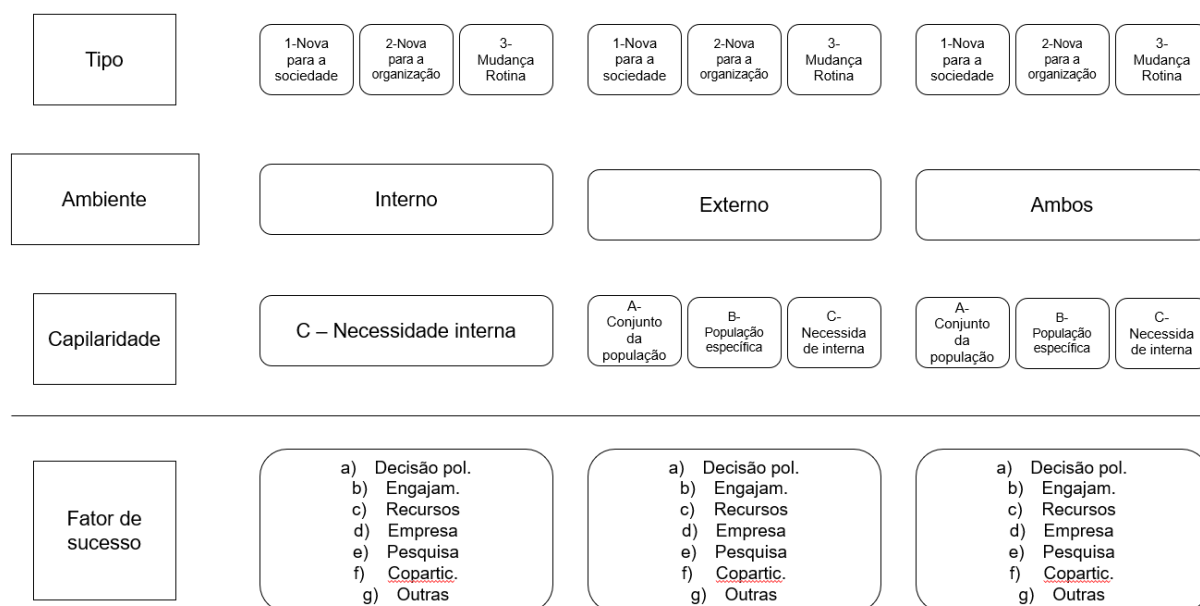 Tipo
1-Nova
para a
sociedade
2-Nova
para a
organização
3-
Mudança
Rotina
1-Nova
para a
sociedade
2-Nova
para a
organização
3-
Mudança
Rotina
1-Nova
para a
sociedade
2-Nova
para a
organização
3-
Mudança
Rotina
Ambiente
Interno
Externo
Ambos
Capilaridade
C – Necessidade interna
A-
Conjunto
da
população
B-
População
específica
C-
Necessida
de interna
A-
Conjunto
da
população
B-
População
específica
C-
Necessida
de interna
Fator de
sucesso
a) Decisão pol.
b) Engajam.
c) Recursos
d) Empresa
e) Pesquisa
f) Copartic.
g) Outras
a) Decisão pol.
b) Engajam.
c) Recursos
d) Empresa
e) Pesquisa
f) Copartic.
g) Outras
a) Decisão pol.
b) Engajam.
c) Recursos
d) Empresa
e) Pesquisa
f) Copartic.
g) Outras